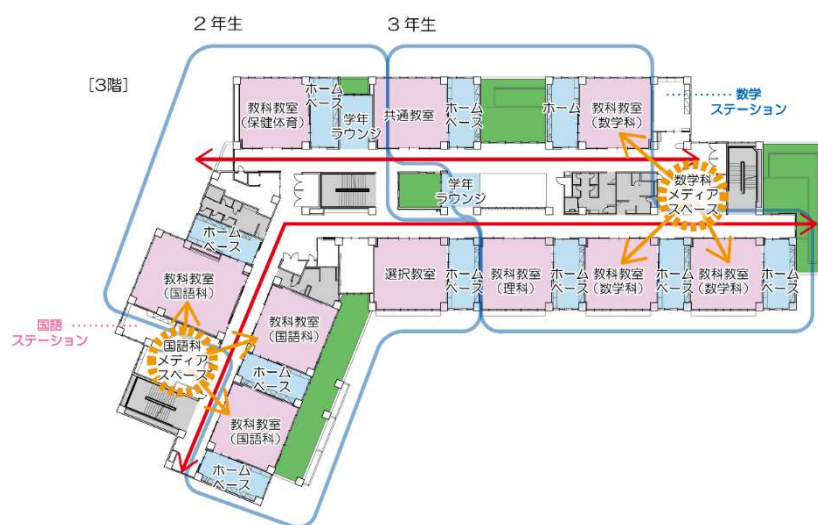 2年生
3年生
[3階]
教科教室
(保健体育)
ホーム
ベース
学年
ラウンジ
共通教室
ホーム
ベース
ホーム
教科教室
(数学科)
数学
ステーション
学年
ラウンジ
数学科
メディア
スペース
ホーム
ベース
教科教室
(国語科)
選択教室
ホーム
ベース
教科教室
(理科)
ホーム
ベース
教科教室
(数学科)
ホーム
ベース
教科教室
(数学科)
ホーム
ベース
国語
ステーション
国語科
メディア
スペース
教科教室
(国語科)
ホーム
ベース
教科教室
(国語科)
ホーム
ベース